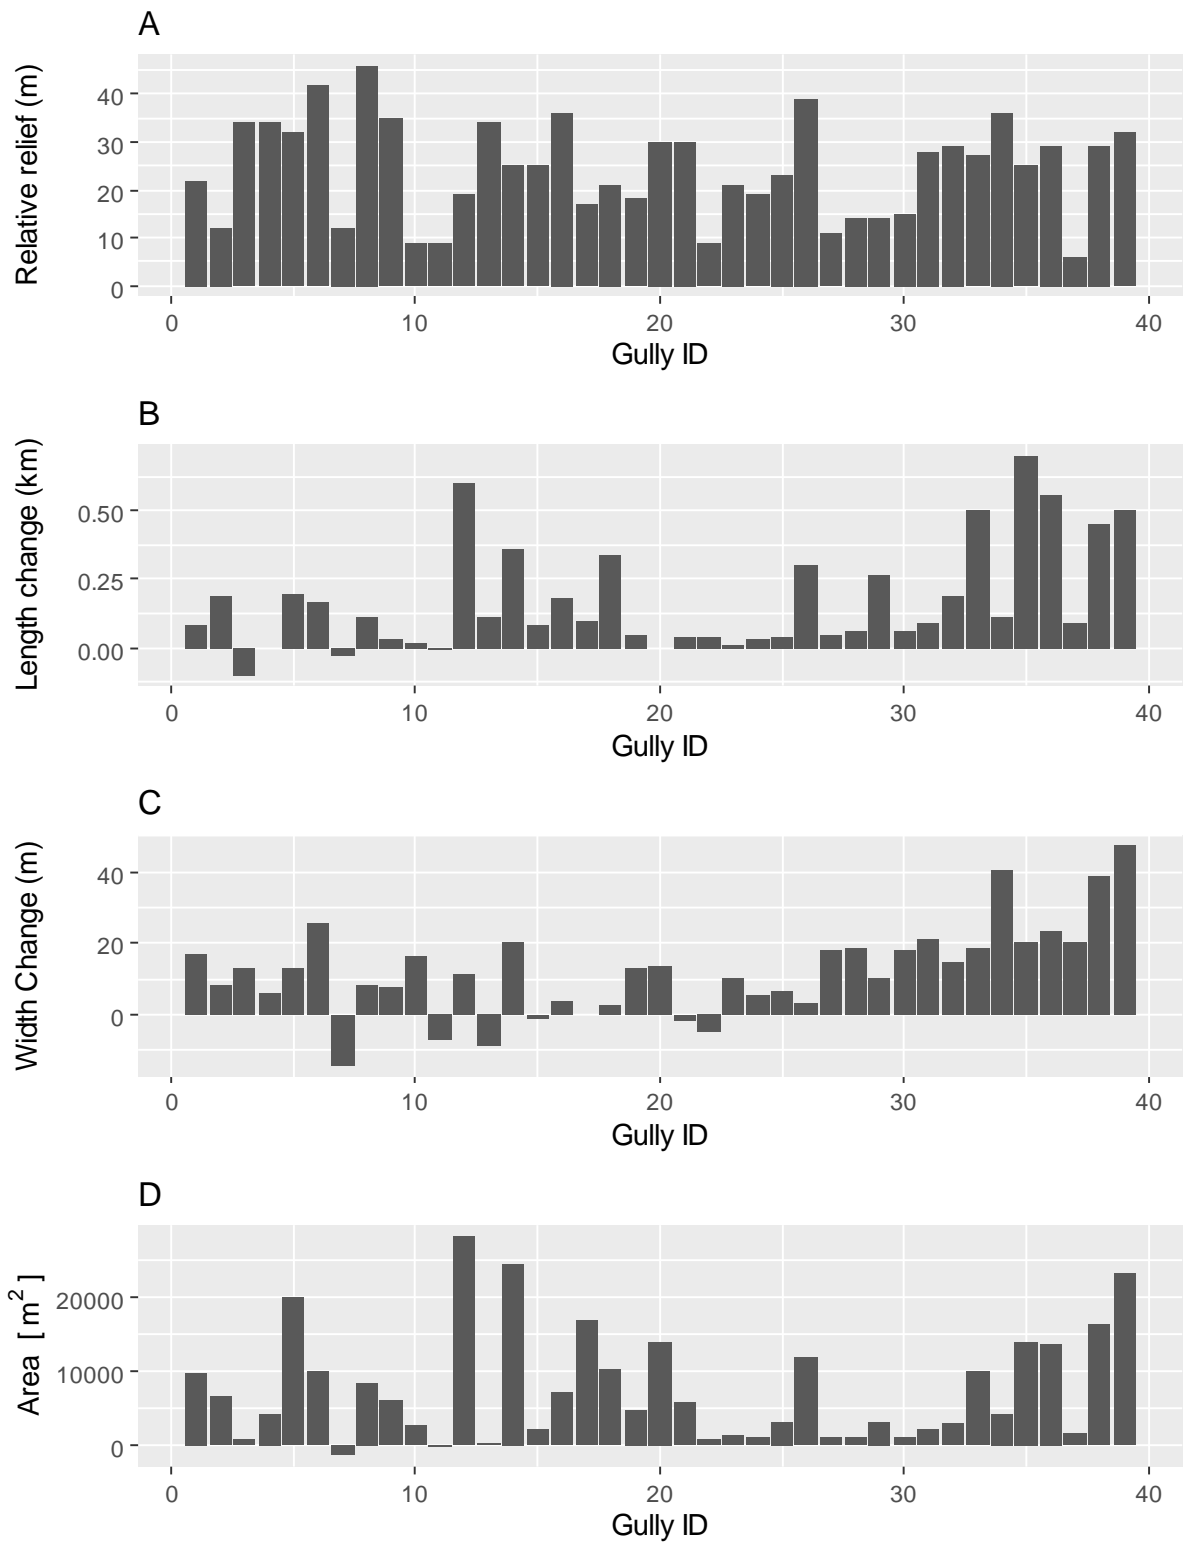 A
Relative relief (m)
40
30
20
10
0
0 10 20 30 40
Gully ID
B
Length change (km)
0.50
0.25
0.00
0 10 20 30 40
Gully ID
C
Width Change (m)
40
20
0
0 10 20 30 40
Gully ID
D
Area [ m² ]
20000
10000
0
0 10 20 30 40
Gully ID